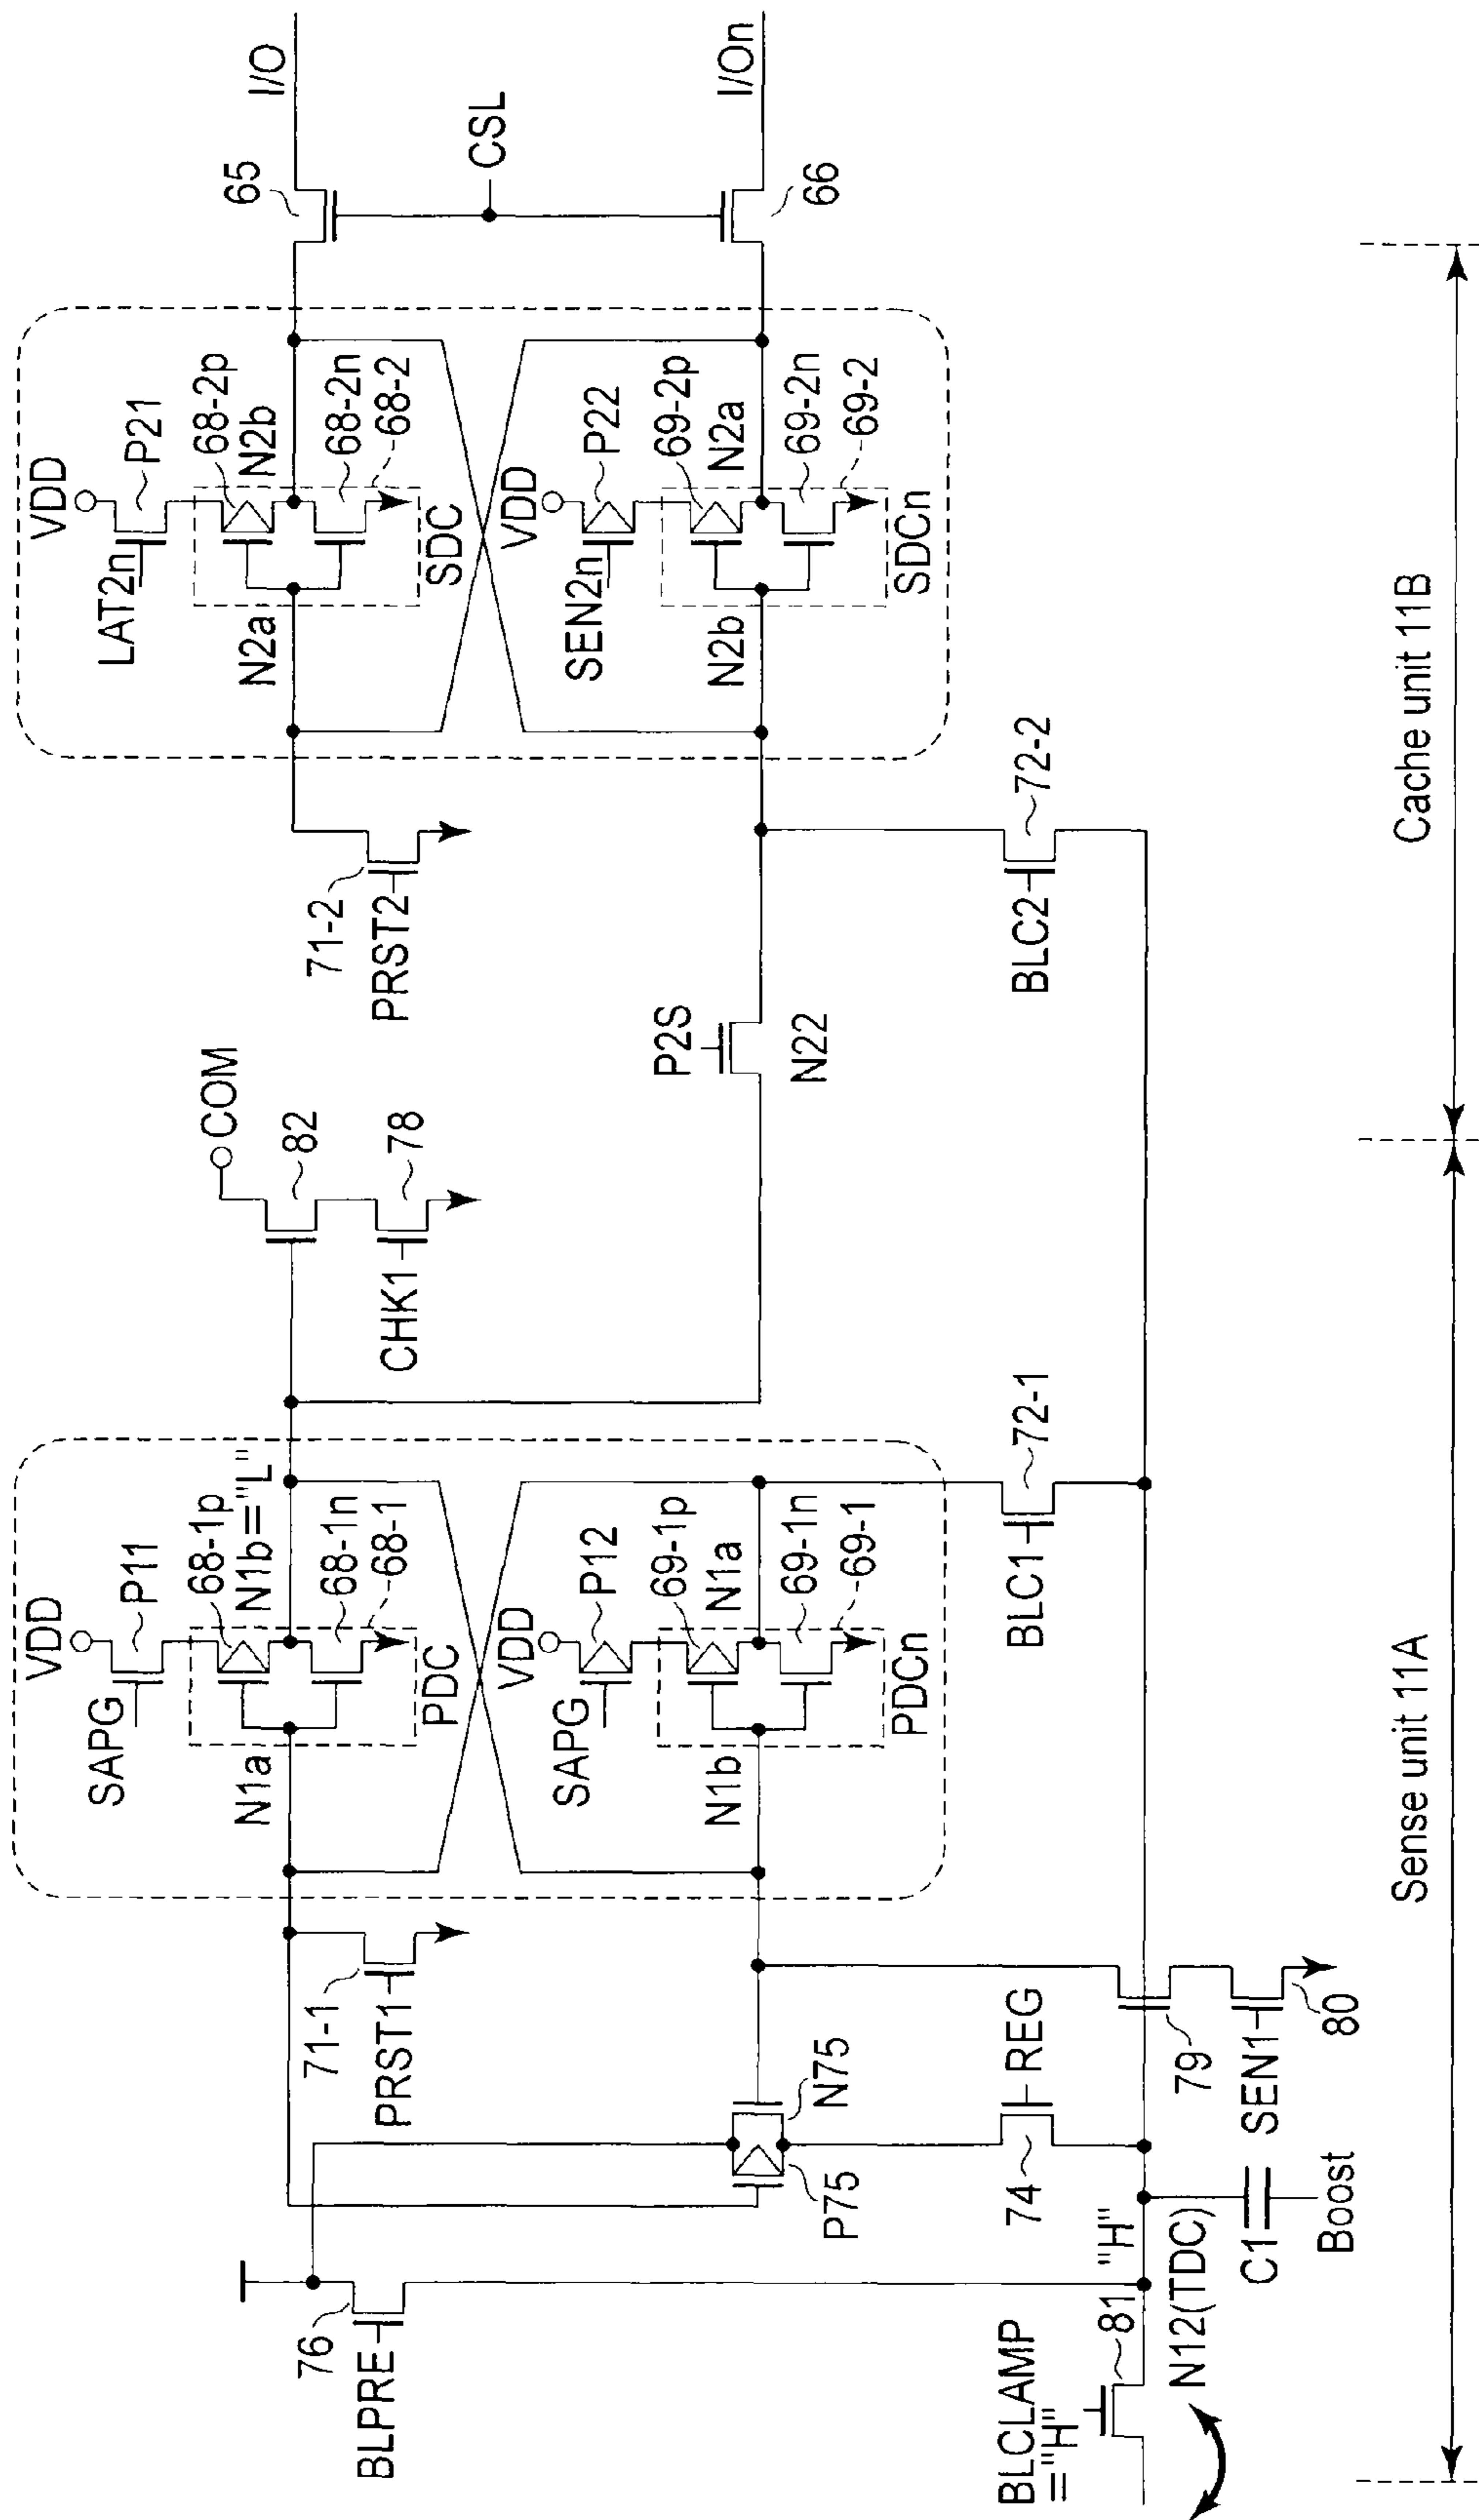 VDD
SAPG
P11
68-1p
N1a
N1b="L"
68-1n
68-1
PDC
VDD
SAPG
P12
69-1p
N1b
N1a
69-1n
69-1
PDCn
71-1
PRST1
76
BLPRE
P75
N75
74
REG
BLCLAMP
="H"
81
"H"
N12(TDC)
C1
Boost
79
SEN1
80
BLC1
72-1
COM
82
CHK1
78
P2S
N22
71-2
PRST2
BLC2
72-2
VDD
LAT2n
P21
68-2p
N2a
N2b
68-2n
68-2
SDC
VDD
SEN2n
P22
69-2p
N2b
N2a
69-2n
69-2
SDCn
65
I/O
CSL
66
I/On
Sense unit 11A
Cache unit 11B